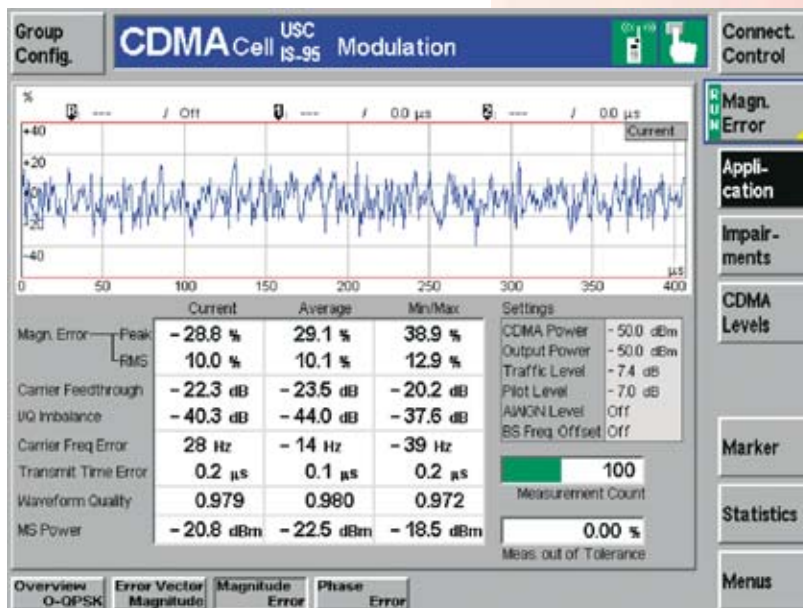 Group Config.
CDMA Cell USC IS-95 Modulation
Connect. Control
%
--- / Off 1 --- / 0.0 µs 2 --- / 0.0 µs
RUN
Magn. Error
Current
+40
+20
-20
-40
µs
0 50 100 150 200 250 300 350 400
Appli-cation
Impair-ments
CDMA Levels
Current Average Min/Max Settings
Magn. Error Peak - 28.8 % 29.1 % 38.9 %
RMS 10.0 % 10.1 % 12.9 %
Carrier Feedthrough - 22.3 dB - 23.5 dB - 20.2 dB
I/Q Imbalance - 40.3 dB - 44.0 dB - 37.6 dB
Carrier Freq Error 28 Hz - 14 Hz - 39 Hz
Transmit Time Error 0.2 µs 0.1 µs 0.2 µs
Waveform Quality 0.979 0.980 0.972
MS Power - 20.8 dBm - 22.5 dBm - 18.5 dBm
CDMA Power - 50.0 dBm
Output Power - 50.0 dBm
Traffic Level - 7.4 dB
Pilot Level - 7.0 dB
AWGN Level Off
BS Freq. Offset Off
100
Measurement Count
0.00 %
Meas. out of Tolerance
Marker
Statistics
Menus
Overview O-QPSK
Error Vector Magnitude
Magnitude Error
Phase Error